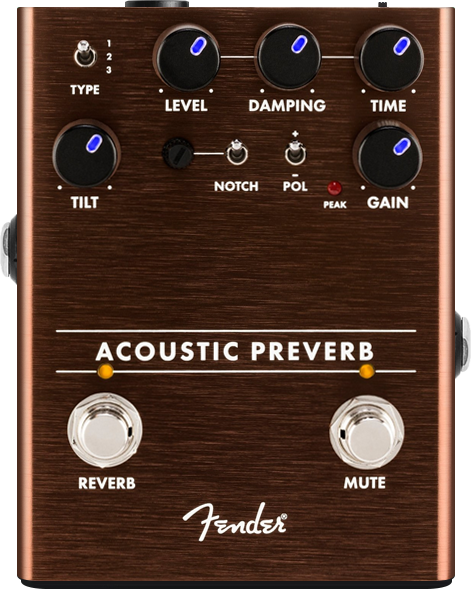 1
2
3
TYPE
LEVEL
DAMPING
TIME
TILT
NOTCH
+
–
POL
PEAK
GAIN
ACOUSTIC PREVERB
REVERB
MUTE
Fender®